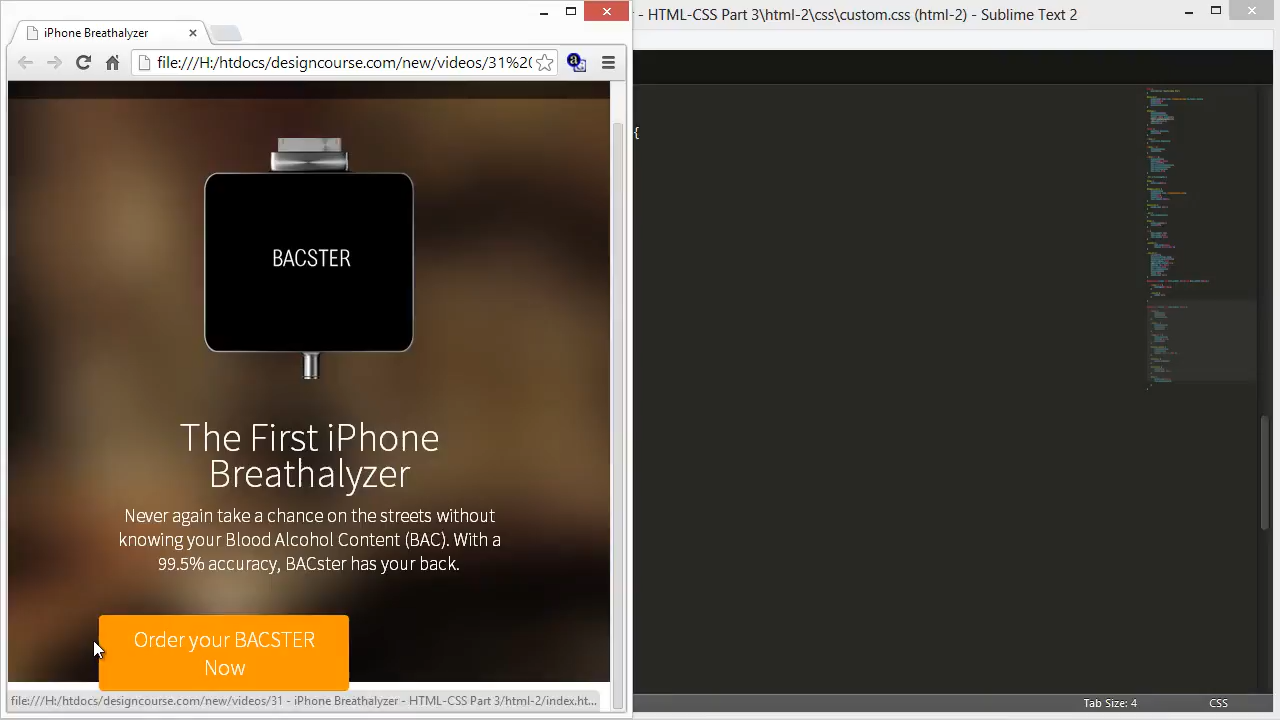 - HTML-CSS Part 3\html-2\css\custom.css (html-2) - Sublime Text 2
iPhone Breathalyzer
file:///H:/htdocs/designcourse.com/new/videos/31%20
{
BACSTER
The First iPhone
Breathalyzer
Never again take a chance on the streets without
knowing your Blood Alcohol Content (BAC). With a
99.5% accuracy, BACster has your back.
Order your BACSTER
Now
file:///H:/htdocs/designcourse.com/new/videos/31 - iPhone Breathalyzer - HTML-CSS Part 3/html-2/index.ht...
Tab Size: 4
CSS